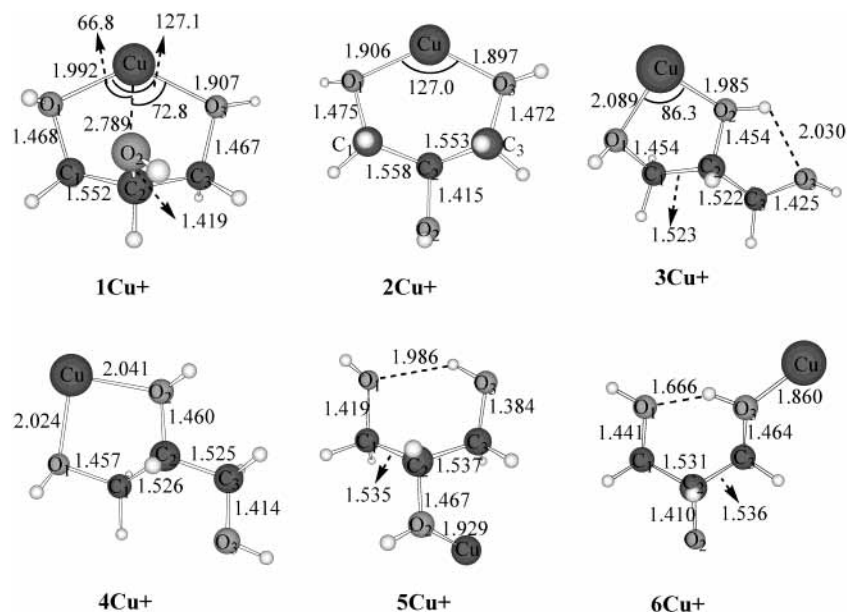 66.8 127.1
Cu
1.992 1.907
O₁ 72.8 O₃
2.789
1.468 1.467
O₂
C₁ C₂ C₃
1.552
1.419
1Cu+
1.906 Cu 1.897
O₁ O₃
127.0
1.475 1.472
C₁ 1.553 C₃
C₂
1.558
1.415
O₂
2Cu+
Cu
1.985
2.089 86.3 O₂
2.030
O₁ 1.454 1.454
C₁ C₂ O₃
1.522 C₃ 1.425
1.523
3Cu+
Cu
2.041
O₂
2.024
1.460
1.457 C₂ 1.525
O₁
C₁ 1.526 C₃
1.414
O₃
4Cu+
1.986
O₁ O₃
1.419 1.384
C₁ C₂ C₃
1.537
1.535
1.467
O₂ 1.929
Cu
5Cu+
Cu
1.666
O₁ O₃ 1.860
1.441 1.464
C₁ 1.531 C₃
C₂
1.410 1.536
O₂
6Cu+